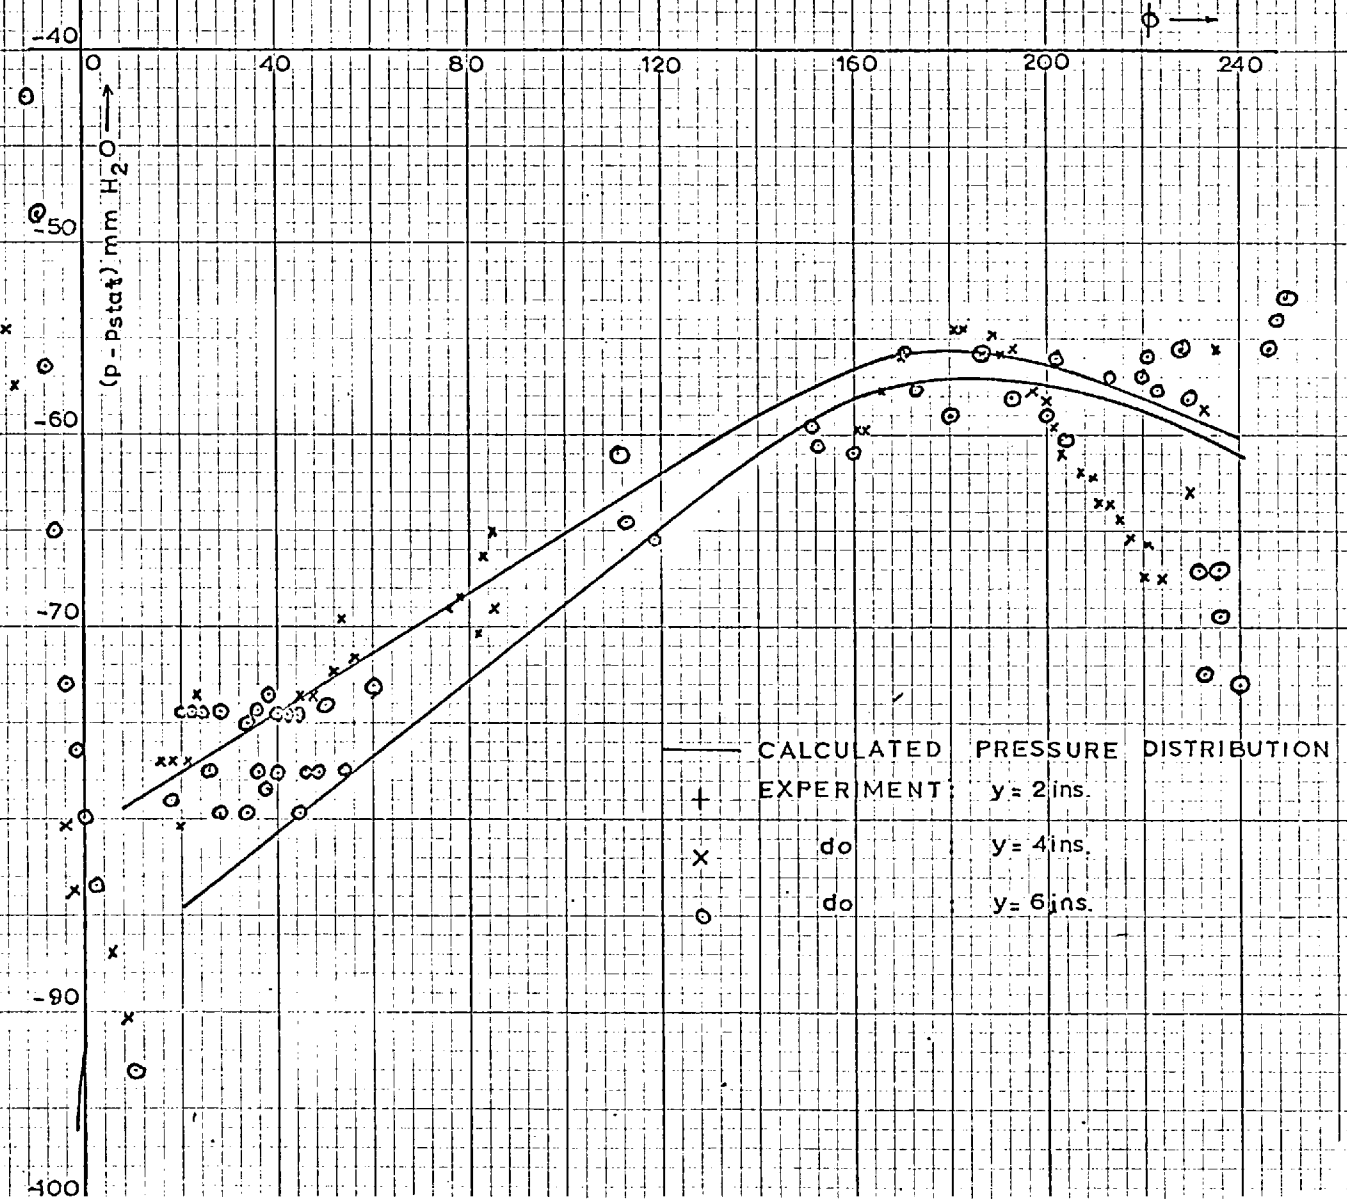 ϕ →
-40
0 40 80 120 160 200 240
(p - pstat) mm H₂O →
-50
-60
-70
-90
-100
CALCULATED PRESSURE DISTRIBUTION
+ EXPERIMENT: y = 2 ins.
× do : y = 4 ins.
○ do : y = 6 ins.